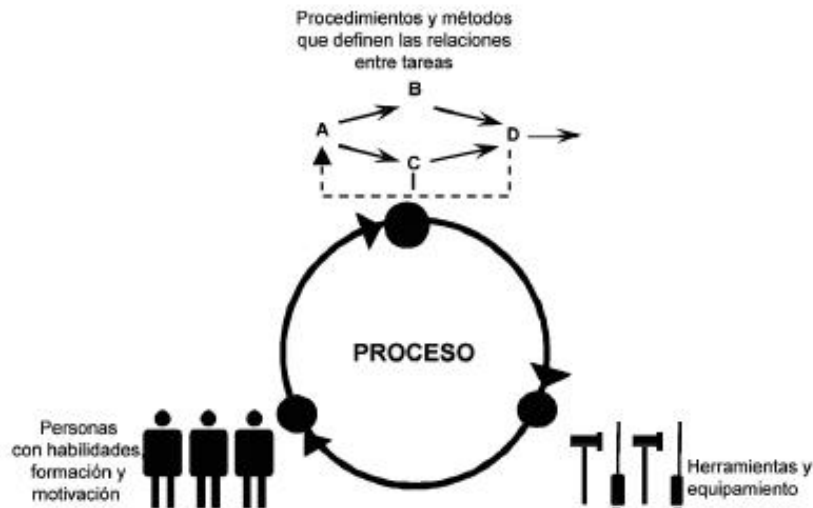 Procedimientos y métodos
que definen las relaciones
entre tareas
B
A
D
C
PROCESO
Personas
con habilidades,
formación y
motivación
Herramientas y
equipamiento